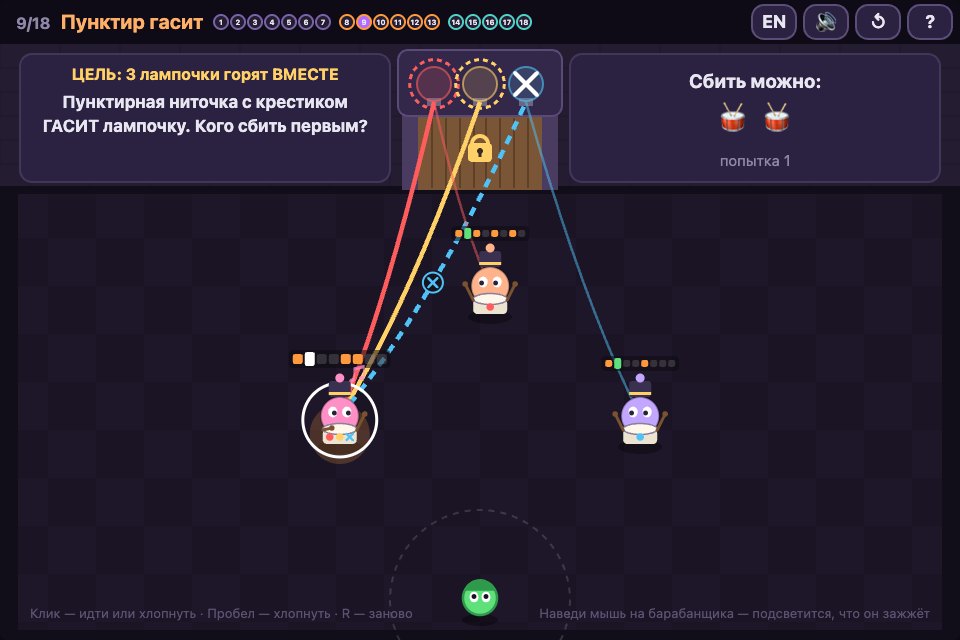 9/18 Пунктир гасит 1 2 3 4 5 6 7 8 9 10 11 12 13 14 15 16 17 18 EN ?
ЦЕЛЬ: 3 лампочки горят ВМЕСТЕ
Пунктирная ниточка с крестиком
ГАСИТ лампочку. Кого сбить первым?
Сбить можно:
попытка 1
Клик — идти или хлопнуть · Пробел — хлопнуть · R — заново
Наведи мышь на барабанщика — подсветится, что он зажжёт